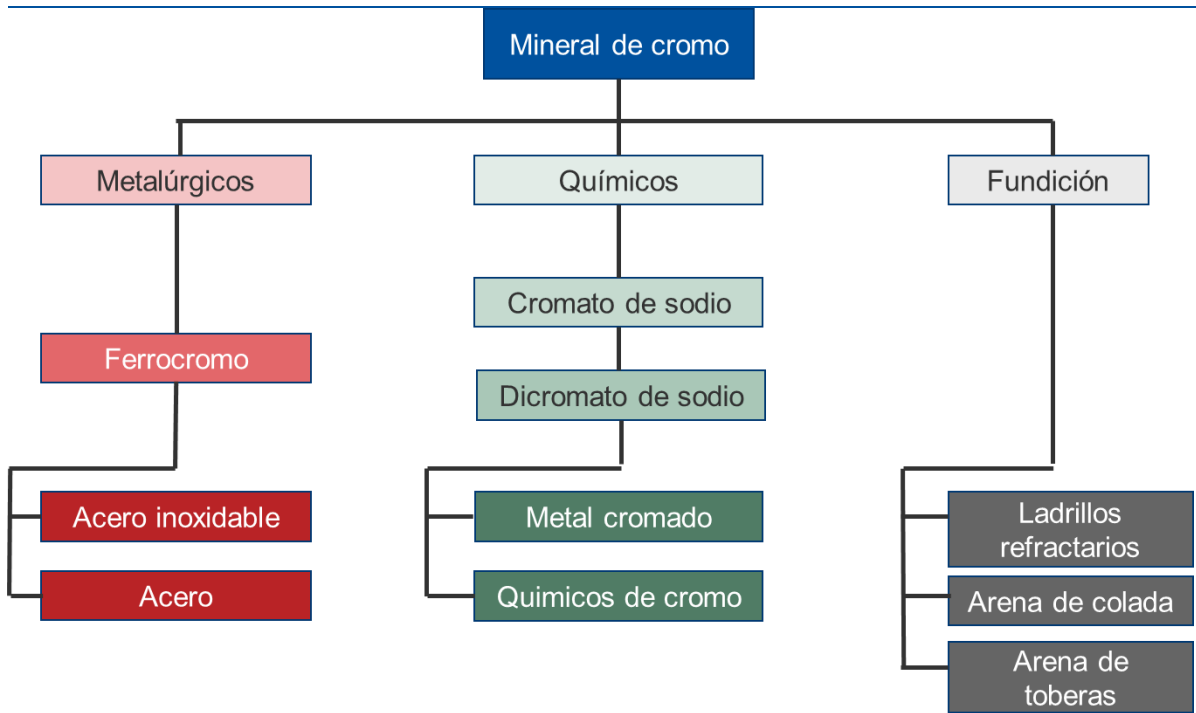 Mineral de cromo
Metalúrgicos
Químicos
Fundición
Cromato de sodio
Ferrocromo
Dicromato de sodio
Acero inoxidable
Metal cromado
Ladrillos
refractarios
Acero
Quimicos de cromo
Arena de colada
Arena de
toberas